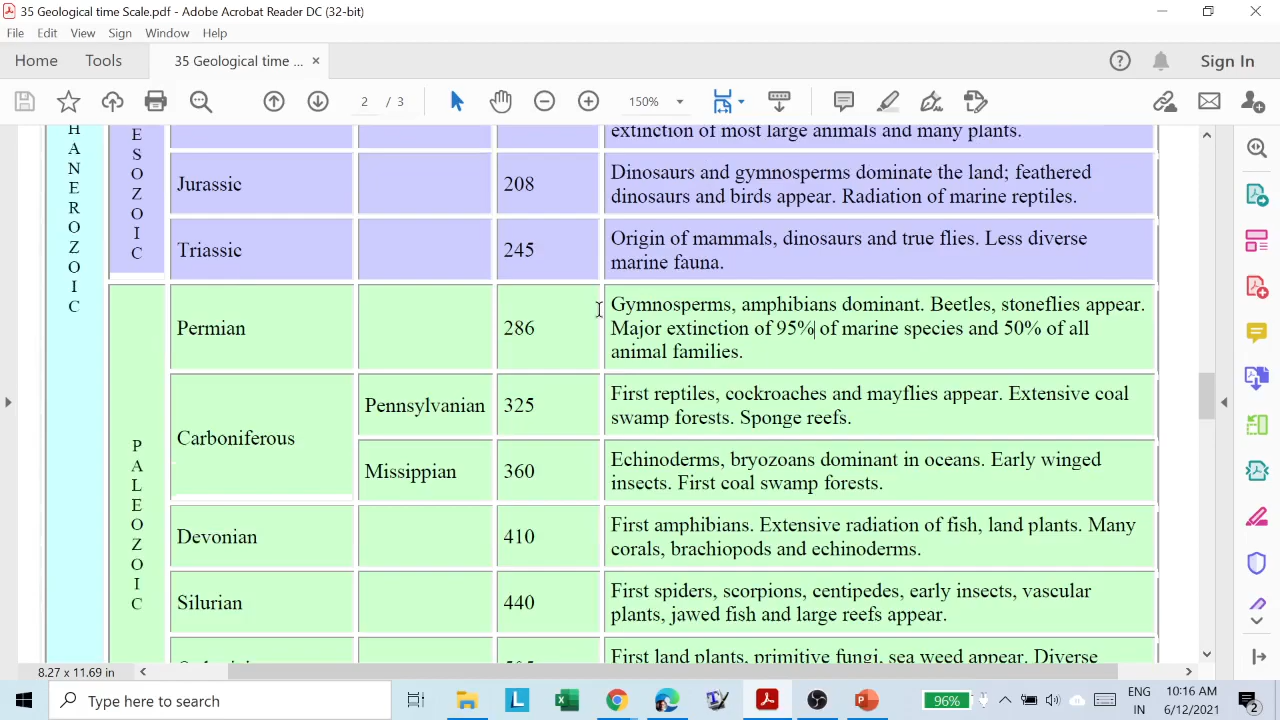 35 Geological time Scale.pdf - Adobe Acrobat Reader DC (32-bit)
File Edit View Sign Window Help
Home Tools 35 Geological time ... × Sign In
2 / 3 150%
extinction of most large animals and many plants.
H
A
N
E
R
O
Z
O
I
C
E
S
O
Z
O
I
C
Jurassic 208 Dinosaurs and gymnosperms dominate the land; feathered
dinosaurs and birds appear. Radiation of marine reptiles.
Triassic 245 Origin of mammals, dinosaurs and true flies. Less diverse
marine fauna.
P
A
L
E
O
Z
O
I
C
Permian 286 Gymnosperms, amphibians dominant. Beetles, stoneflies appear.
Major extinction of 95% of marine species and 50% of all
animal families.
Carboniferous
Pennsylvanian 325 First reptiles, cockroaches and mayflies appear. Extensive coal
swamp forests. Sponge reefs.
Missippian 360 Echinoderms, bryozoans dominant in oceans. Early winged
insects. First coal swamp forests.
Devonian 410 First amphibians. Extensive radiation of fish, land plants. Many
corals, brachiopods and echinoderms.
Silurian 440 First spiders, scorpions, centipedes, early insects, vascular
plants, jawed fish and large reefs appear.
First land plants, primitive fungi, sea weed appear. Diverse
8.27 x 11.69 in
Type here to search
96%
ENG
IN
10:16 AM
6/12/2021
2